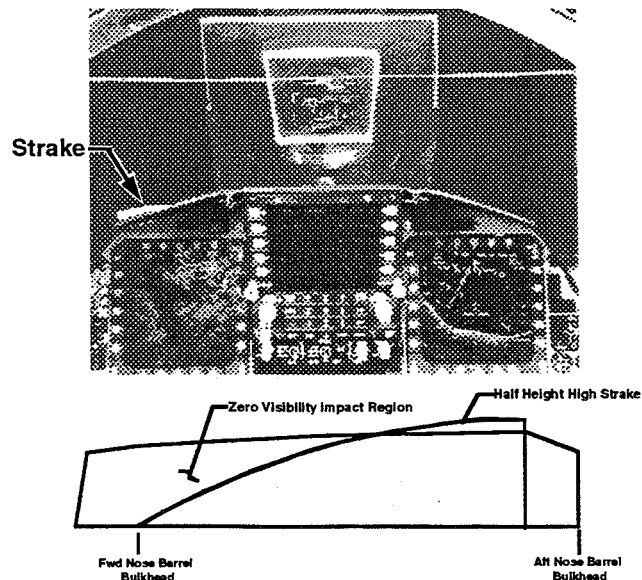 Strake
Half Height High Strake
Zero Visibility Impact Region
Fwd Nose Barrel
Bulkhead
Aft Nose Barrel
Bulkhead